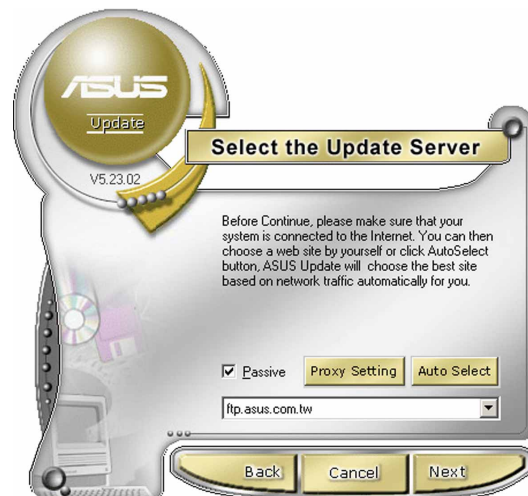 ASUS
Update
V5.23.02
Select the Update Server
Before Continue, please make sure that your
system is connected to the Internet. You can then
choose a web site by yourself or click AutoSelect
button, ASUS Update will choose the best site
based on network traffic automatically for you.
Passive
Proxy Setting
Auto Select
ftp.asus.com.tw
Back
Cancel
Next